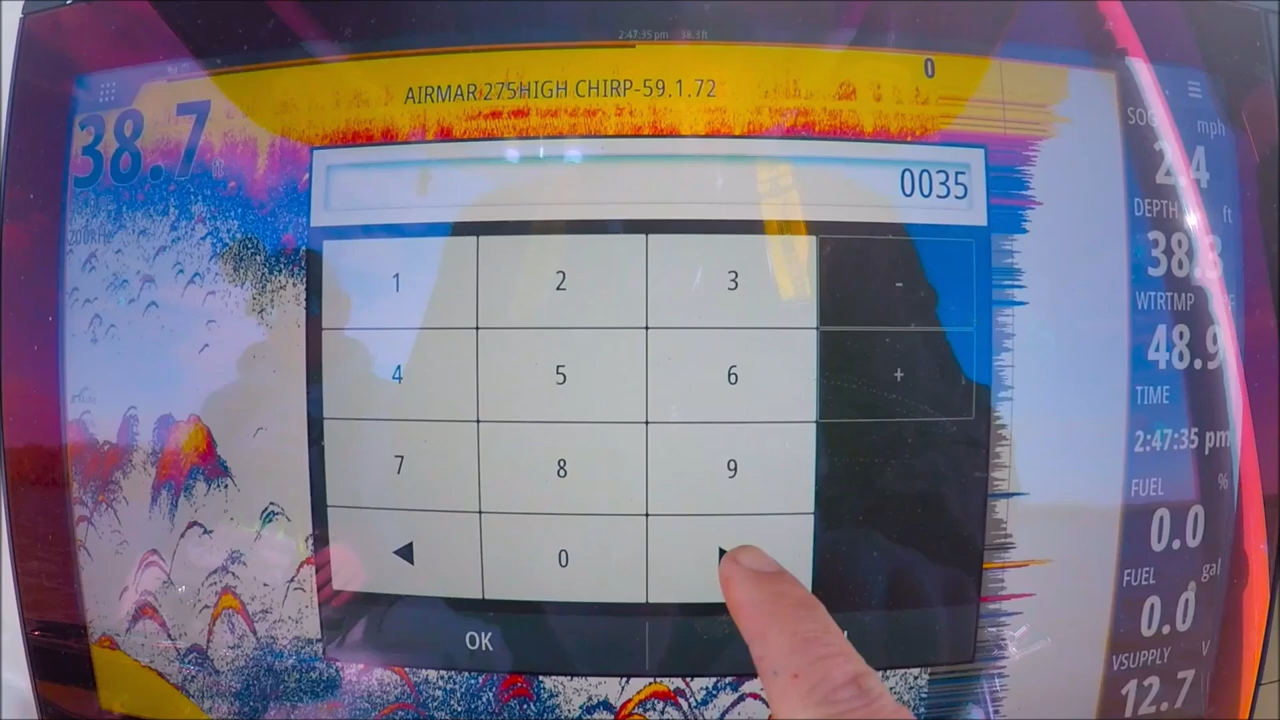 2:47:35 pm 38.3ft
0
AIRMAR 275HIGH CHIRP-59.1.72
38.7 ft
200kHz
0035
1 2 3 -
4 5 6 +
7 8 9
0
OK
SOG mph
2.4
DEPTH ft
38.3
WTRTMP °F
48.9
TIME
2:47:35 pm
FUEL %
0.0
FUEL gal
0.0
VSUPPLY V
12.7